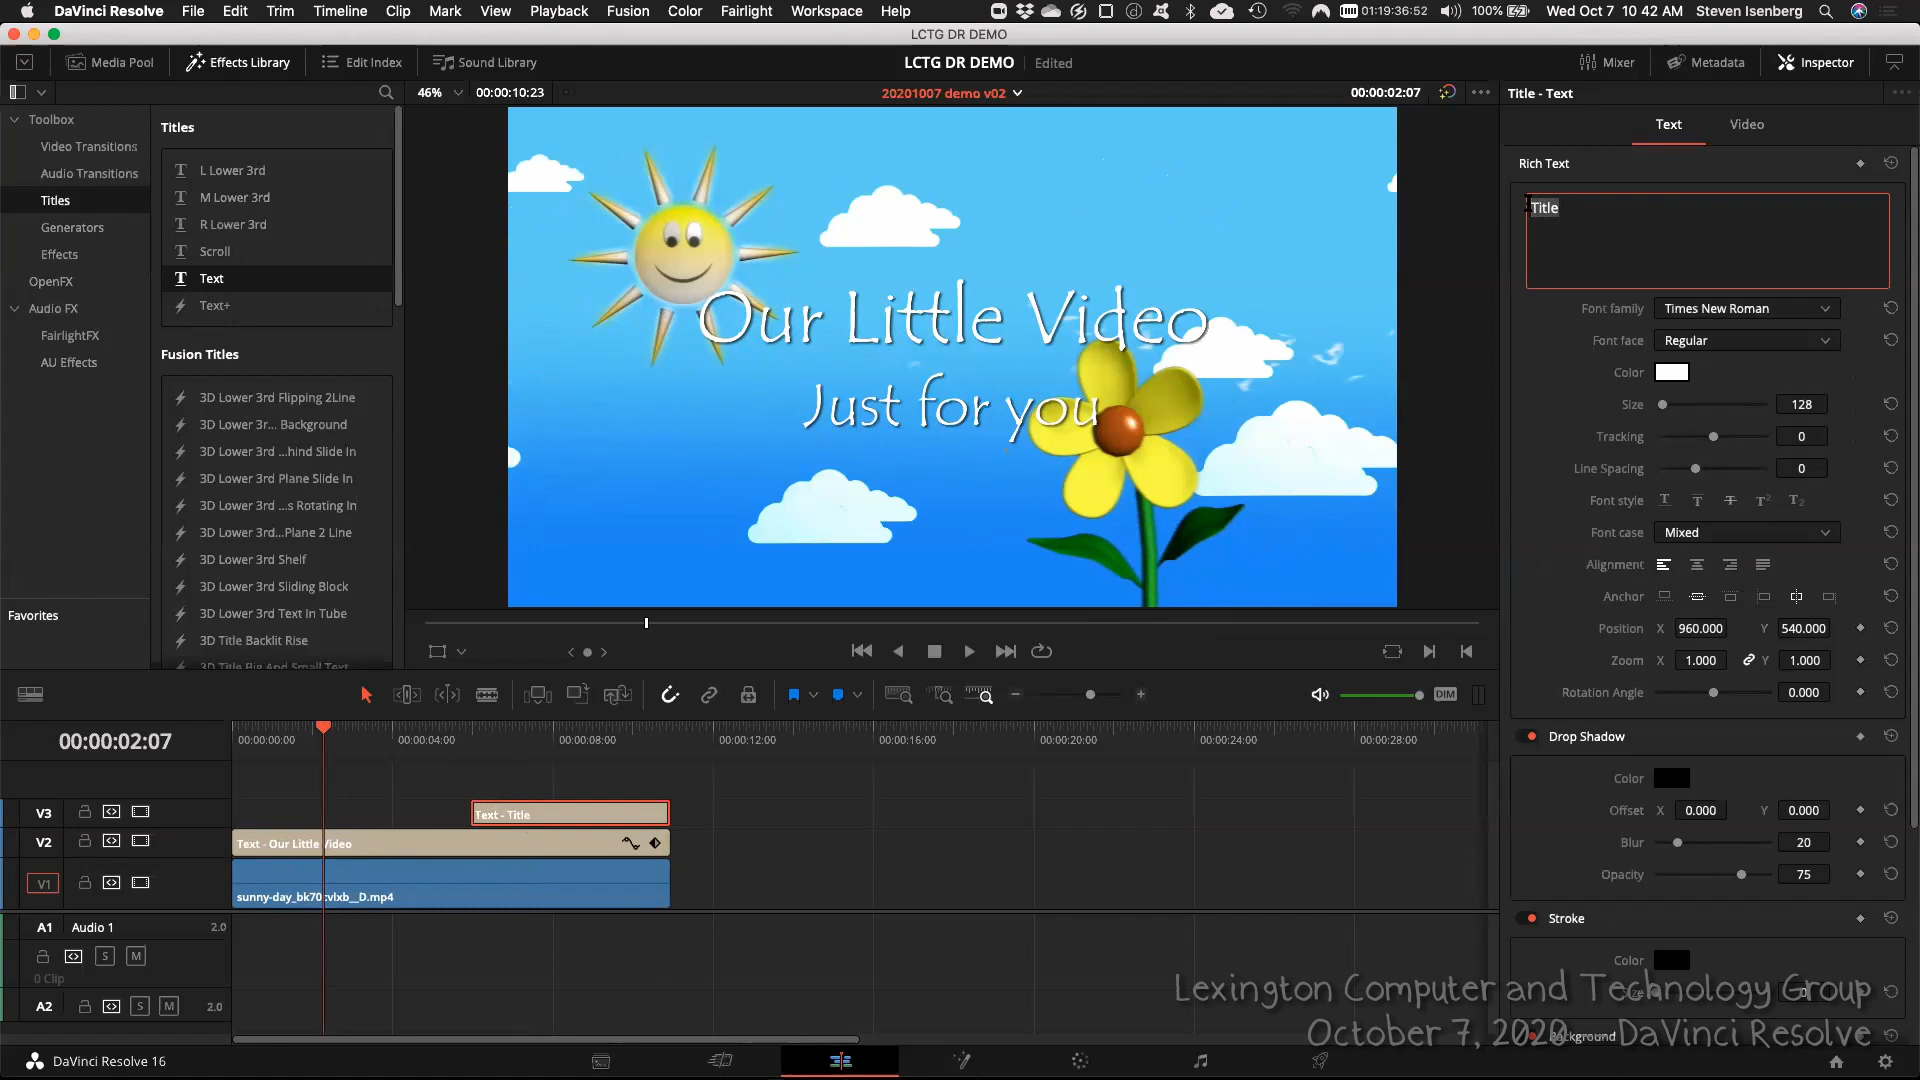 DaVinci Resolve File Edit Trim Timeline Clip Mark View Playback Fusion Color Fairlight Workspace Help 01:19:36:52 100% Wed Oct 7 10:42 AM Steven Isenberg
LCTG DR DEMO
Media Pool Effects Library Edit Index Sound Library LCTG DR DEMO Edited Mixer Metadata Inspector
46% 00:00:10:23 20201007 demo v02 00:00:02:07 Title - Text
Toolbox
Video Transitions
Audio Transitions
Titles
Generators
Effects
OpenFX
Audio FX
FairlightFX
AU Effects
Favorites
Titles
L Lower 3rd
M Lower 3rd
R Lower 3rd
Scroll
Text
Text+
Fusion Titles
3D Lower 3rd Flipping 2Line
3D Lower 3r... Background
3D Lower 3rd ...hind Slide In
3D Lower 3rd Plane Slide In
3D Lower 3rd ...s Rotating In
3D Lower 3rd...Plane 2 Line
3D Lower 3rd Shelf
3D Lower 3rd Sliding Block
3D Lower 3rd Text In Tube
3D Title Backlit Rise
3D Title Big And Small Text
Our Little Video
Just for you
Text Video
Rich Text
Title
Font family Times New Roman
Font face Regular
Color
Size 128
Tracking 0
Line Spacing 0
Font style T T T T2 T2
Font case Mixed
Alignment
Anchor
Position X 960.000 Y 540.000
Zoom X 1.000 Y 1.000
Rotation Angle 0.000
Drop Shadow
Color
Offset X 0.000 Y 0.000
Blur 20
Opacity 75
Stroke
Color
Size 0
Background
DIM
00:00:02:07 00:00:00:00 00:00:04:00 00:00:08:00 00:00:12:00 00:00:16:00 00:00:20:00 00:00:24:00 00:00:28:00
V3 Text - Title
V2 Text - Our Little Video
V1 sunny-day_bk70
vlxb__D.mp4
A1 Audio 1 2.0
S M
0 Clip
A2 S M 2.0
Lexington Computer and Technology Group
October 7, 2020 DaVinci Resolve
DaVinci Resolve 16